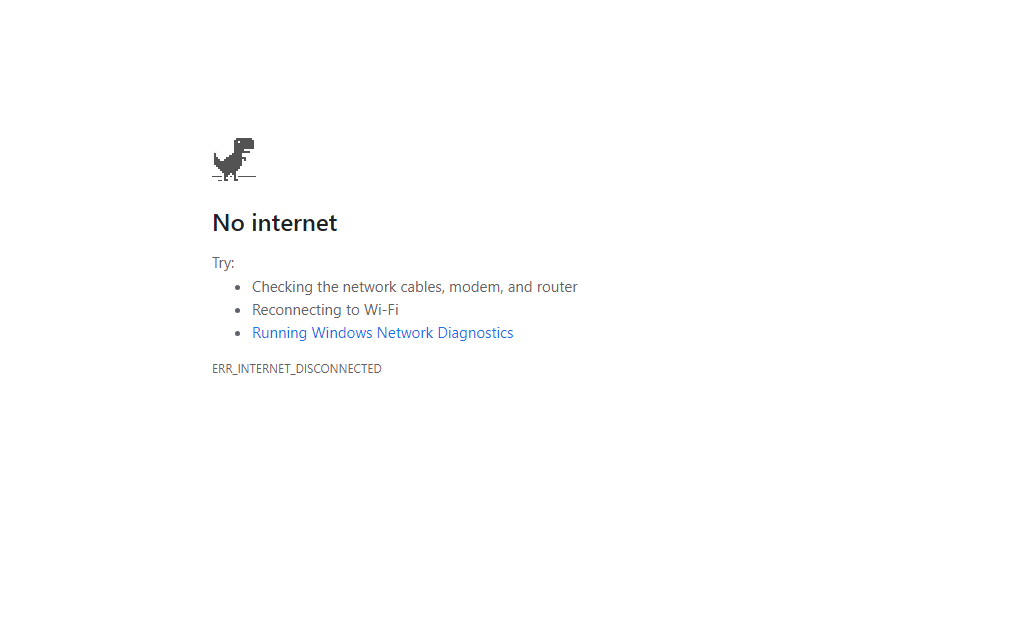 No internet
Try:
Checking the network cables, modem, and router
Reconnecting to Wi-Fi
Running Windows Network Diagnostics
ERR_INTERNET_DISCONNECTED